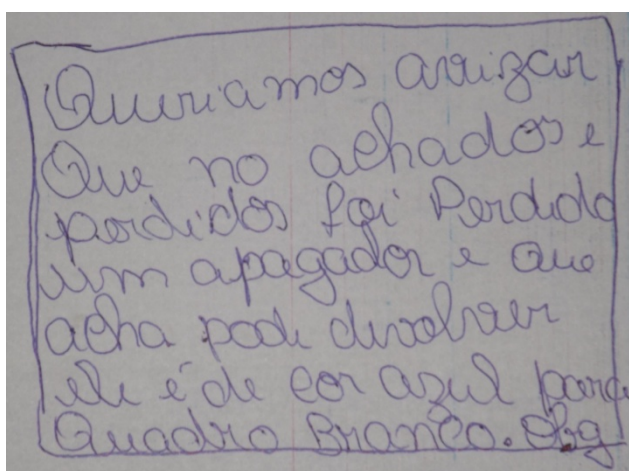 Queriamos avizar
Que no achados e
perdidos foi Perdido
um apagador e que
acha pode devolver
ele é de cor azul para
Quadro Branco. obg